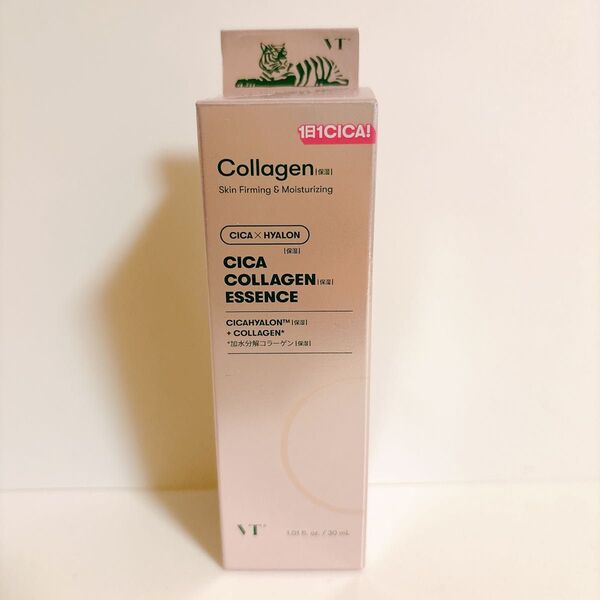 VT
1日1CICA!
Collagen [保湿]
Skin Firming & Moisturizing
CICA × HYALON
[保湿]
CICA
COLLAGEN [保湿]
ESSENCE
CICAHYALON™ [保湿]
+ COLLAGEN*
*加水分解コラーゲン [保湿]
VT
1.01 fl. oz. / 30 mL